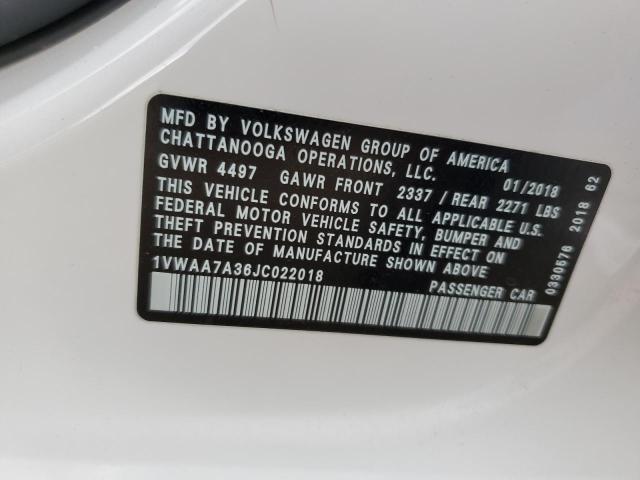 MFD BY VOLKSWAGEN GROUP OF AMERICA
CHATTANOOGA OPERATIONS, LLC. 01/2018
GVWR 4497 GAWR FRONT 2337 / REAR 2271 LBS
THIS VEHICLE CONFORMS TO ALL APPLICABLE U.S.
FEDERAL MOTOR VEHICLE SAFETY, BUMPER AND
THEFT PREVENTION STANDARDS IN EFFECT ON
THE DATE OF MANUFACTURE SHOWN ABOVE
1VWAA7A36JC022018 PASSENGER CAR
0330676 2018 62